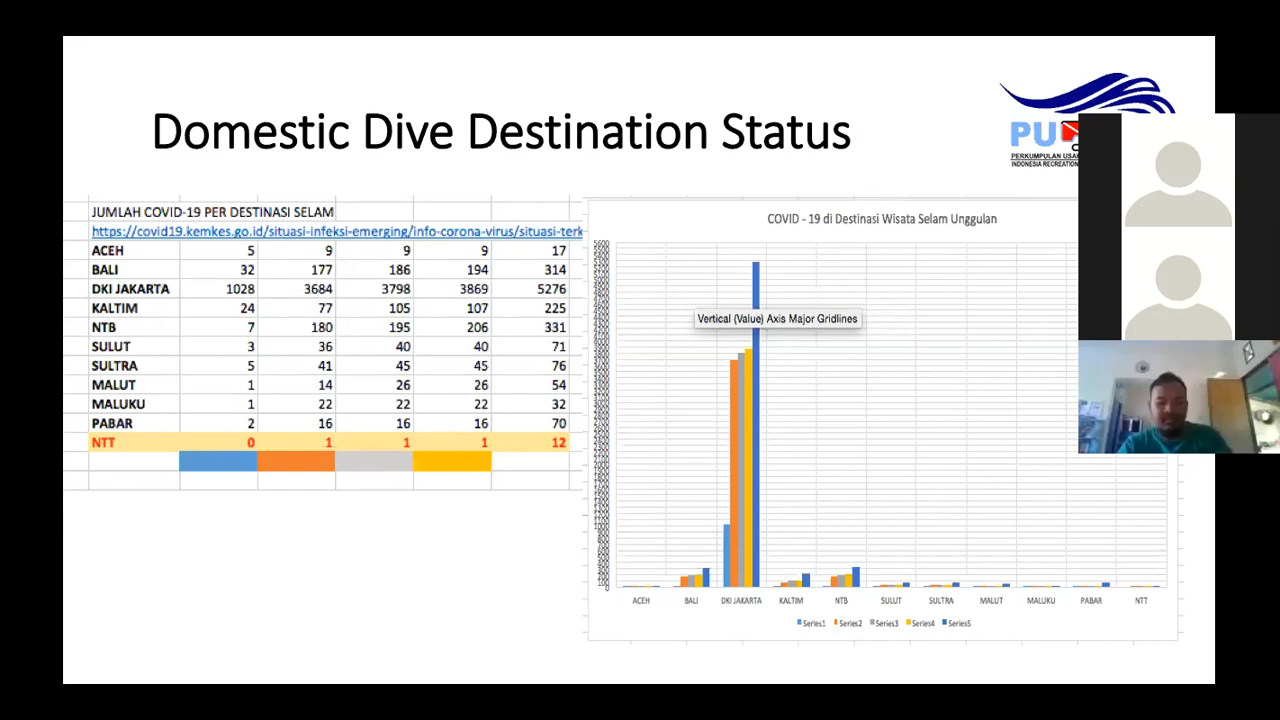 Domestic Dive Destination Status
PU
PERKUMPULAN
INDONESIA RECREATION
JUMLAH COVID-19 PER DESTINASI SELAM
https://covid19.kemkes.go.id/situasi-infeksi-emerging/info-corona-virus/situasi-terk
ACEH 5 9 9 9 17
BALI 32 177 186 194 314
DKI JAKARTA 1028 3684 3798 3869 5276
KALTIM 24 77 105 107 225
NTB 7 180 195 206 331
SULUT 3 36 40 40 71
SULTRA 5 41 45 45 76
MALUT 1 14 26 26 54
MALUKU 1 22 22 22 32
PABAR 2 16 16 16 70
NTT 0 1 1 1 12
COVID - 19 di Destinasi Wisata Selam Unggulan
Vertical (Value) Axis Major Gridlines
ACEH BALI DKI JAKARTA KALTIM NTB SULUT SULTRA MALUT MALUKU PABAR NTT
Series1 Series2 Series3 Series4 Series5